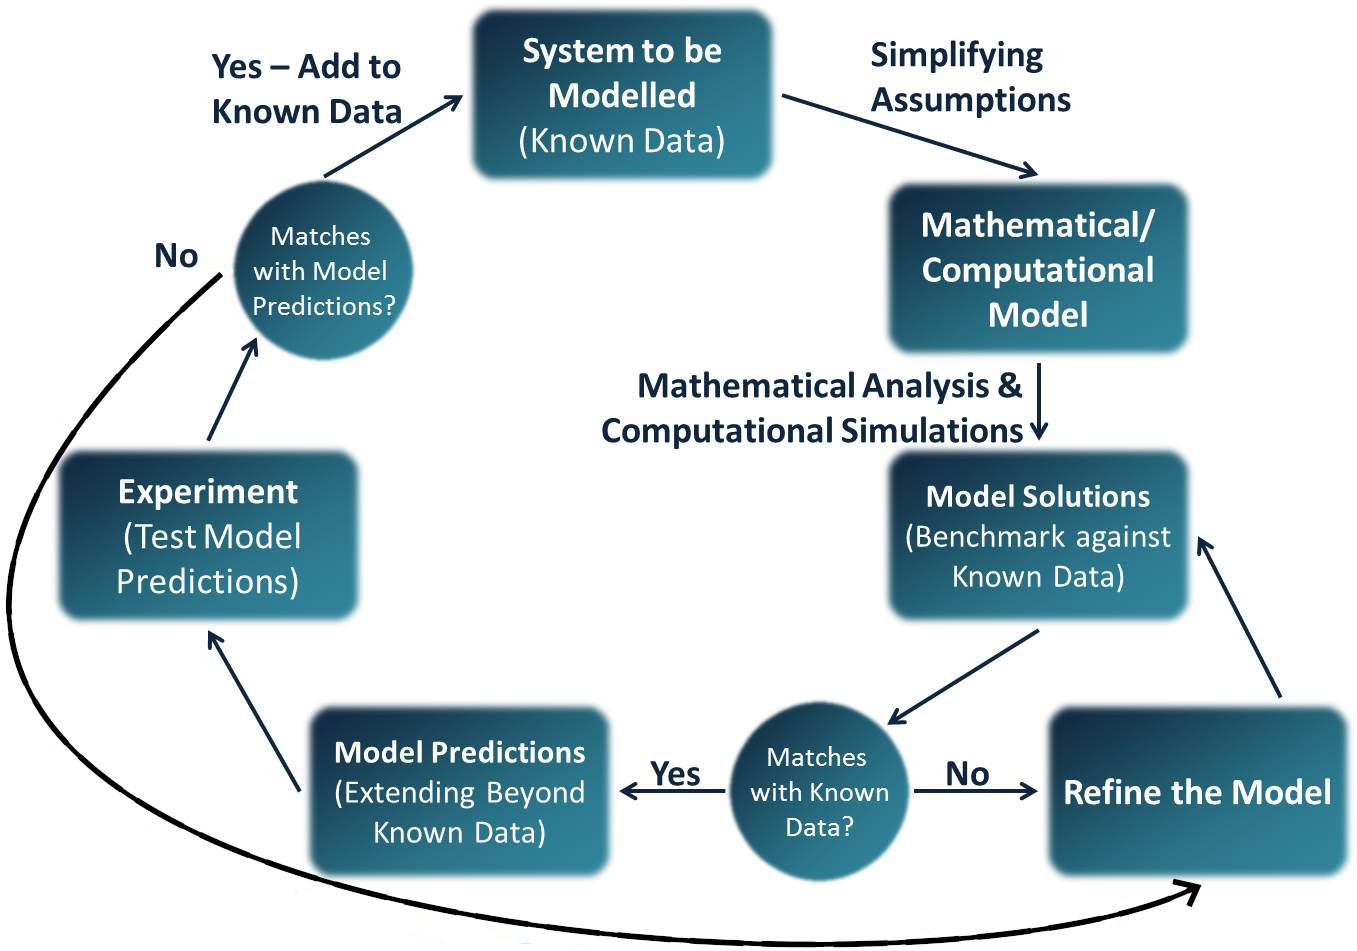 System to be
Modelled
(Known Data)
Simplifying
Assumptions
Mathematical/
Computational
Model
Mathematical Analysis &
Computational Simulations
Model Solutions
(Benchmark against
Known Data)
Matches
with Known
Data?
No
Refine the Model
Yes
Model Predictions
(Extending Beyond
Known Data)
Experiment
(Test Model
Predictions)
Matches
with Model
Predictions?
No
Yes – Add to
Known Data